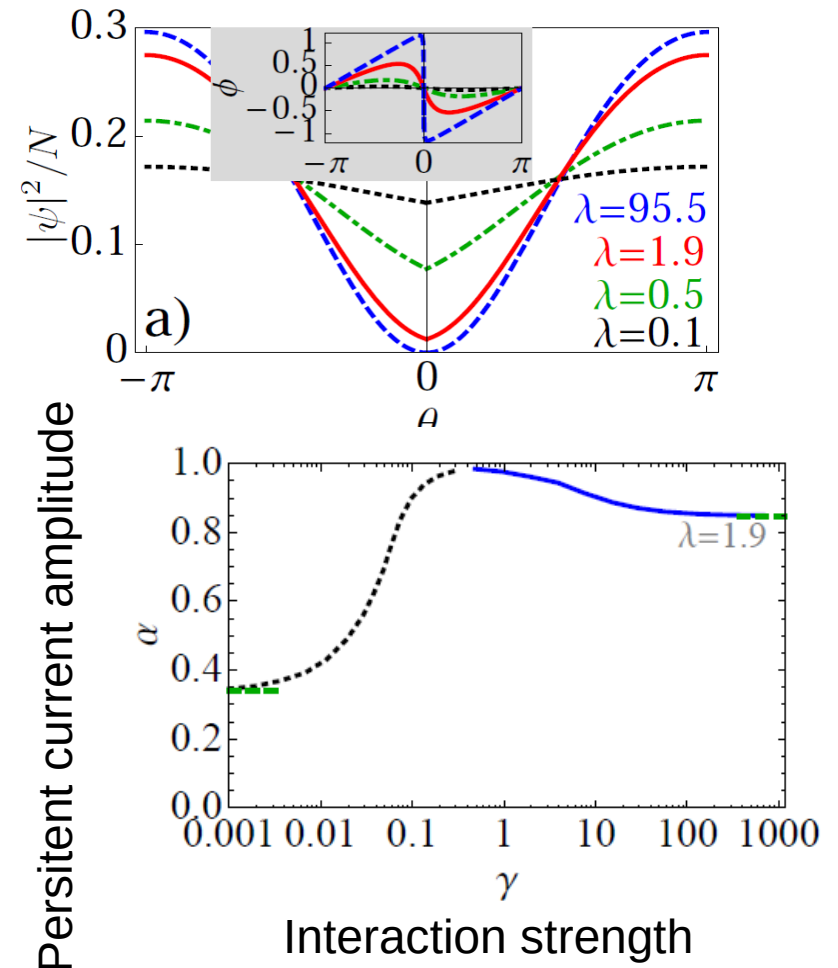 0.3
0.2
0.1
0
|ψ|²/N
1
0.5
0
−0.5
−1
ϕ
−π 0 π
λ=95.5
λ=1.9
λ=0.5
λ=0.1
a)
−π 0 π
θ
Persitent current amplitude
α
1.0
0.8
0.6
0.4
0.2
0.0
λ=1.9
0.001 0.01 0.1 1 10 100 1000
γ
Interaction strength